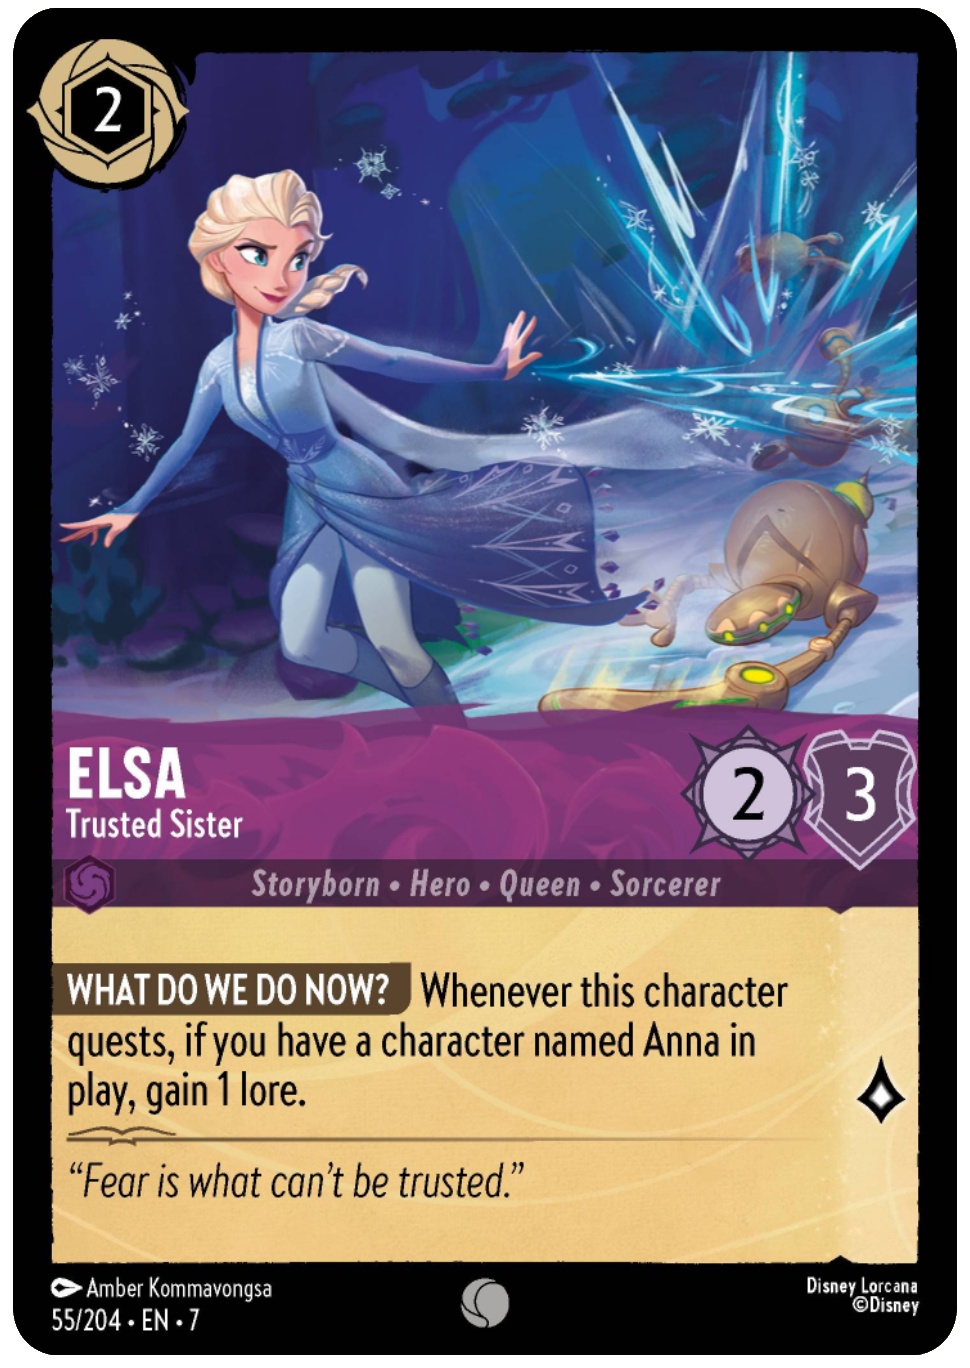 2
ELSA
Trusted Sister
2
3
Storyborn • Hero • Queen • Sorcerer
WHAT DO WE DO NOW? Whenever this character
quests, if you have a character named Anna in
play, gain 1 lore.
“Fear is what can’t be trusted.”
Amber Kommavongsa
55/204 • EN • 7
Disney Lorcana
©Disney